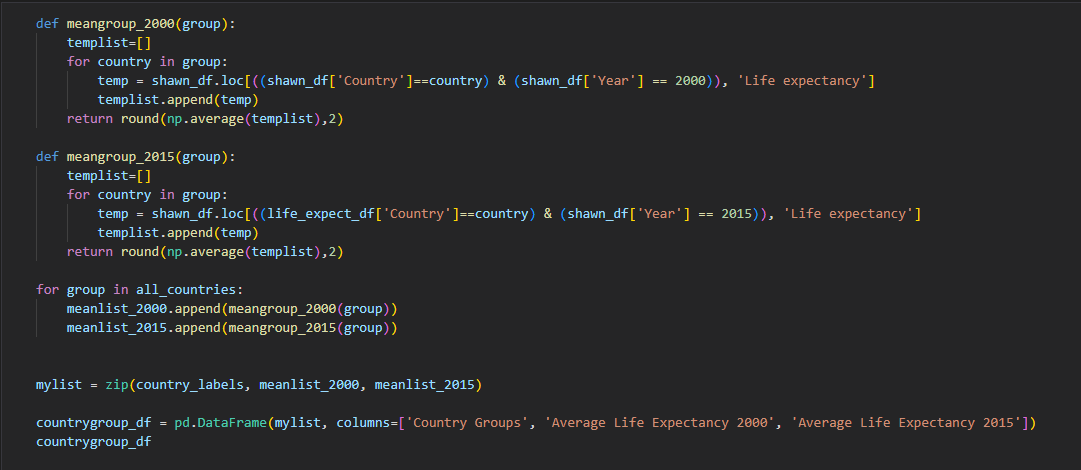 def meangroup_2000(group):
    templist=[]
    for country in group:
        temp = shawn_df.loc[((shawn_df['Country']==country) & (shawn_df['Year'] == 2000)), 'Life expectancy']
        templist.append(temp)
    return round(np.average(templist),2)

def meangroup_2015(group):
    templist=[]
    for country in group:
        temp = shawn_df.loc[((life_expect_df['Country']==country) & (shawn_df['Year'] == 2015)), 'Life expectancy']
        templist.append(temp)
    return round(np.average(templist),2)

for group in all_countries:
    meanlist_2000.append(meangroup_2000(group))
    meanlist_2015.append(meangroup_2015(group))


mylist = zip(country_labels, meanlist_2000, meanlist_2015)

countrygroup_df = pd.DataFrame(mylist, columns=['Country Groups', 'Average Life Expectancy 2000', 'Average Life Expectancy 2015'])
countrygroup_df